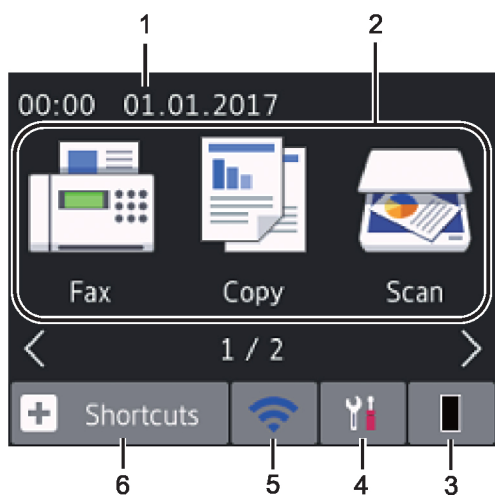 1 2
00:00 01.01.2017
Fax Copy Scan
< 1 / 2 >
+ Shortcuts
6 5 4 3